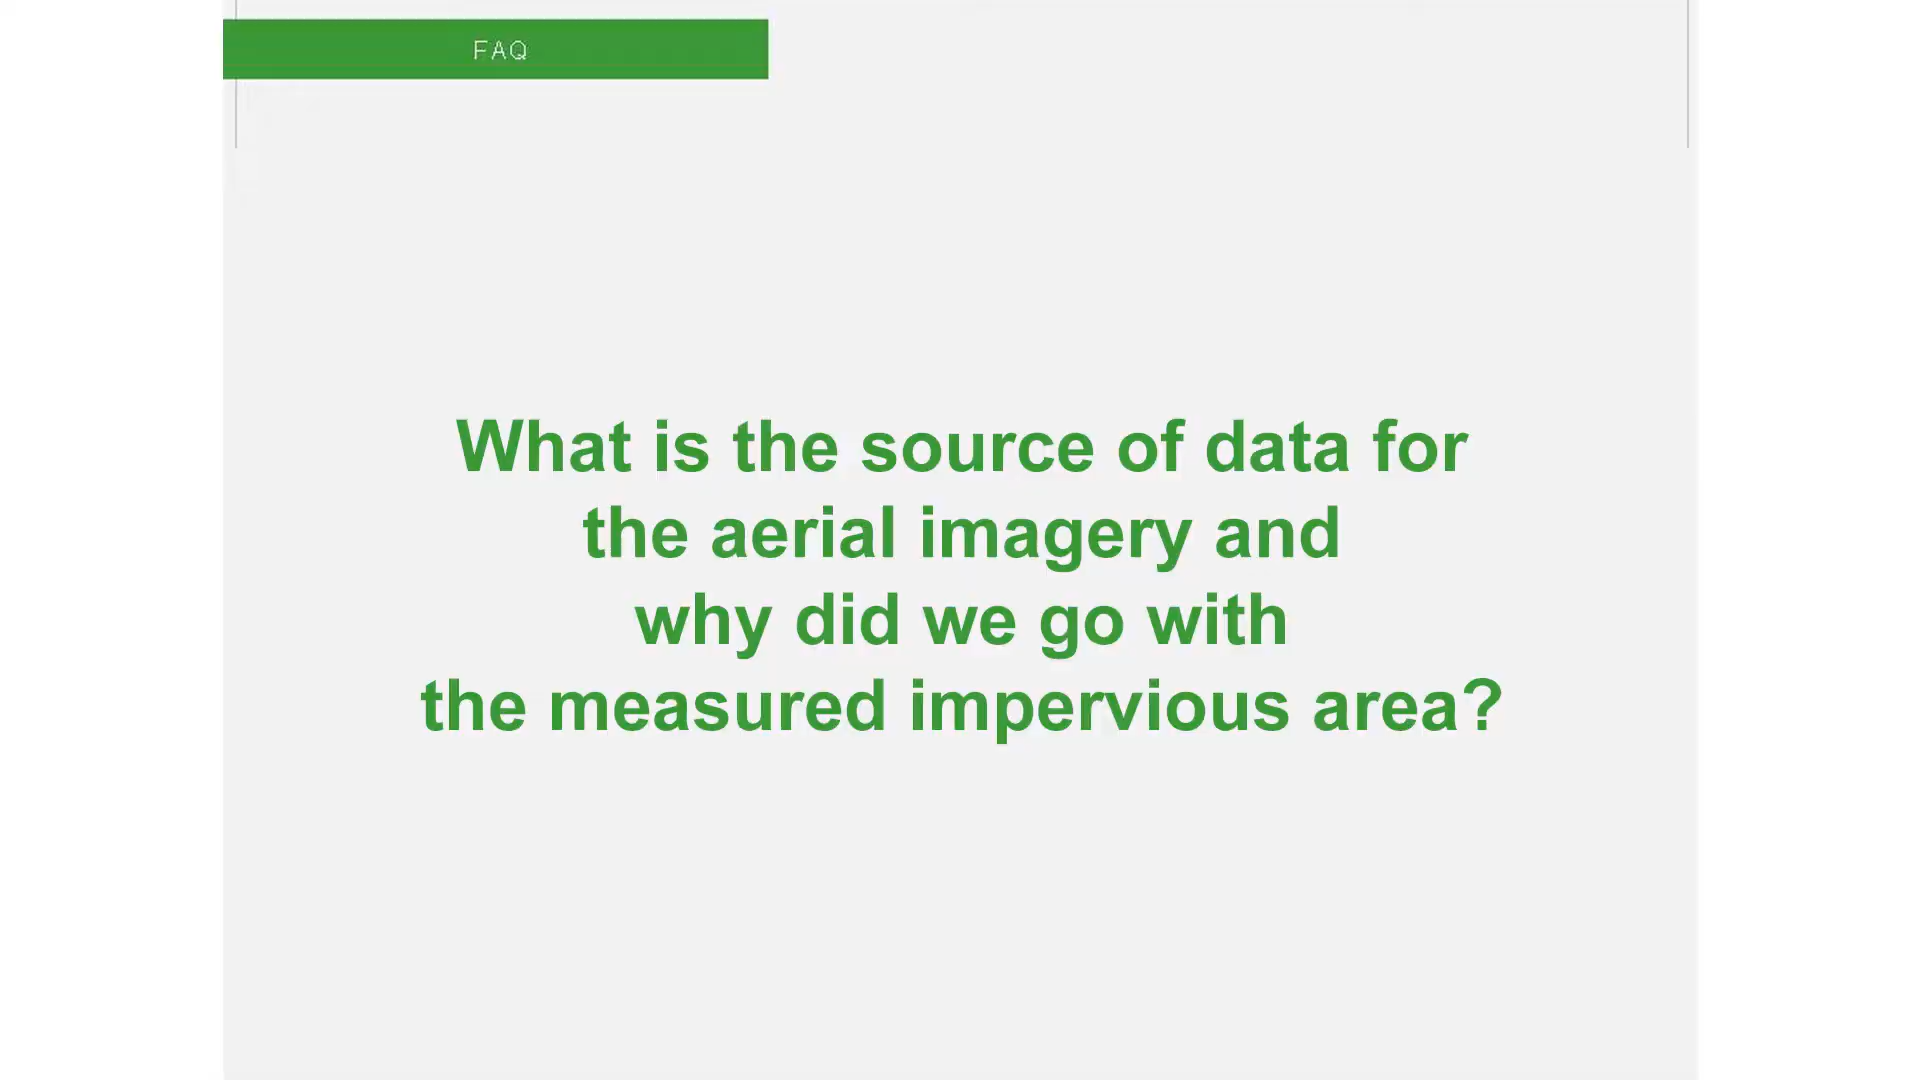 FAQ
What is the source of data for
the aerial imagery and
why did we go with
the measured impervious area?